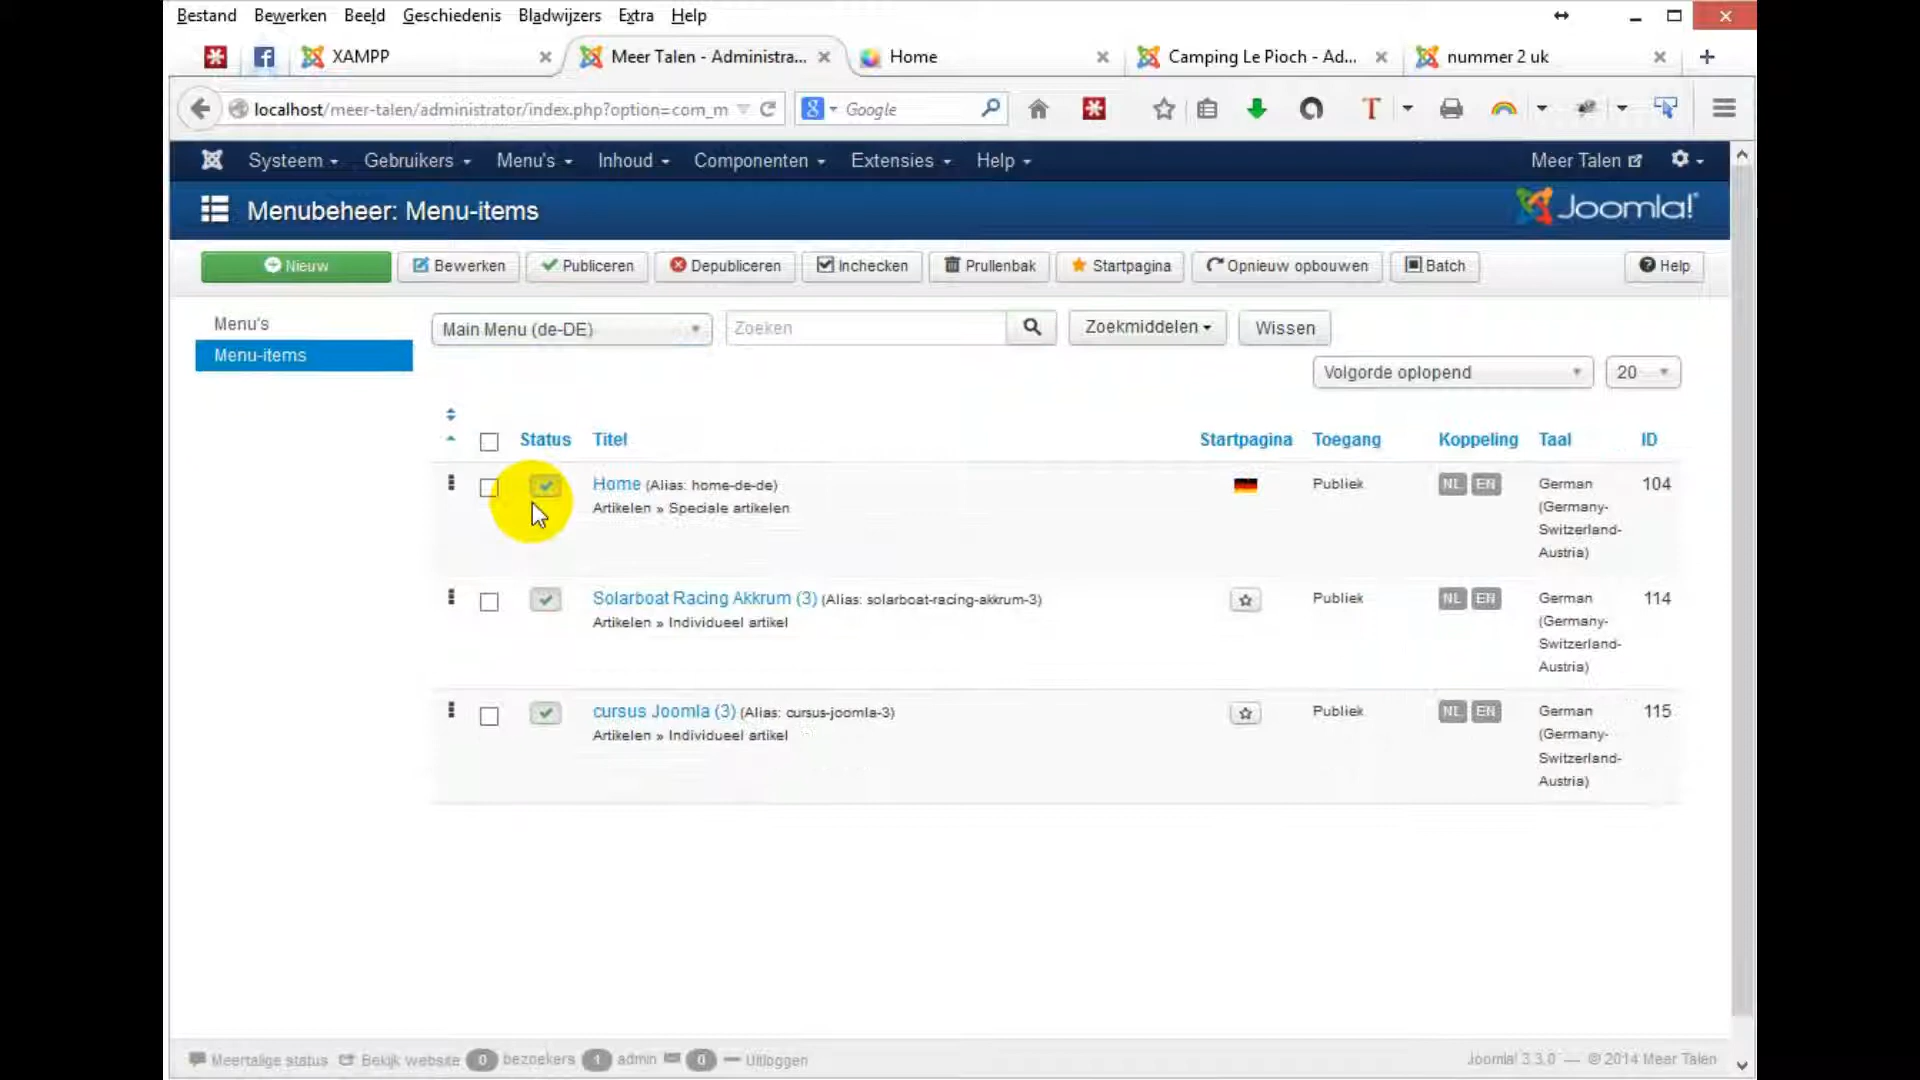 Bestand Bewerken Beeld Geschiedenis Bladwijzers Extra Help
XAMPP Meer Talen - Administra... Home Camping Le Pioch - Ad... nummer 2 uk
localhost/meer-talen/administrator/index.php?option=com_m Google
Systeem Gebruikers Menu's Inhoud Componenten Extensies Help Meer Talen
Menubeheer: Menu-items Joomla!
Nieuw Bewerken Publiceren Depubliceren Inchecken Prullenbak Startpagina Opnieuw opbouwen Batch Help
Menu's
Menu-items
Main Menu (de-DE) Zoeken Zoekmiddelen Wissen
Volgorde oplopend 20
Status Titel Startpagina Toegang Koppeling Taal ID
Home (Alias: home-de-de) Publiek NL EN German 104
Artikelen » Speciale artikelen (Germany-
Switzerland-
Austria)
Solarboat Racing Akkrum (3) (Alias: solarboat-racing-akkrum-3) Publiek NL EN German 114
Artikelen » Individueel artikel (Germany-
Switzerland-
Austria)
cursus Joomla (3) (Alias: cursus-joomla-3) Publiek NL EN German 115
Artikelen » Individueel artikel (Germany-
Switzerland-
Austria)
Meertalige status Bekijk website 0 bezoekers 1 admin 0 Uitloggen Joomla! 3.3.0 — © 2014 Meer Talen